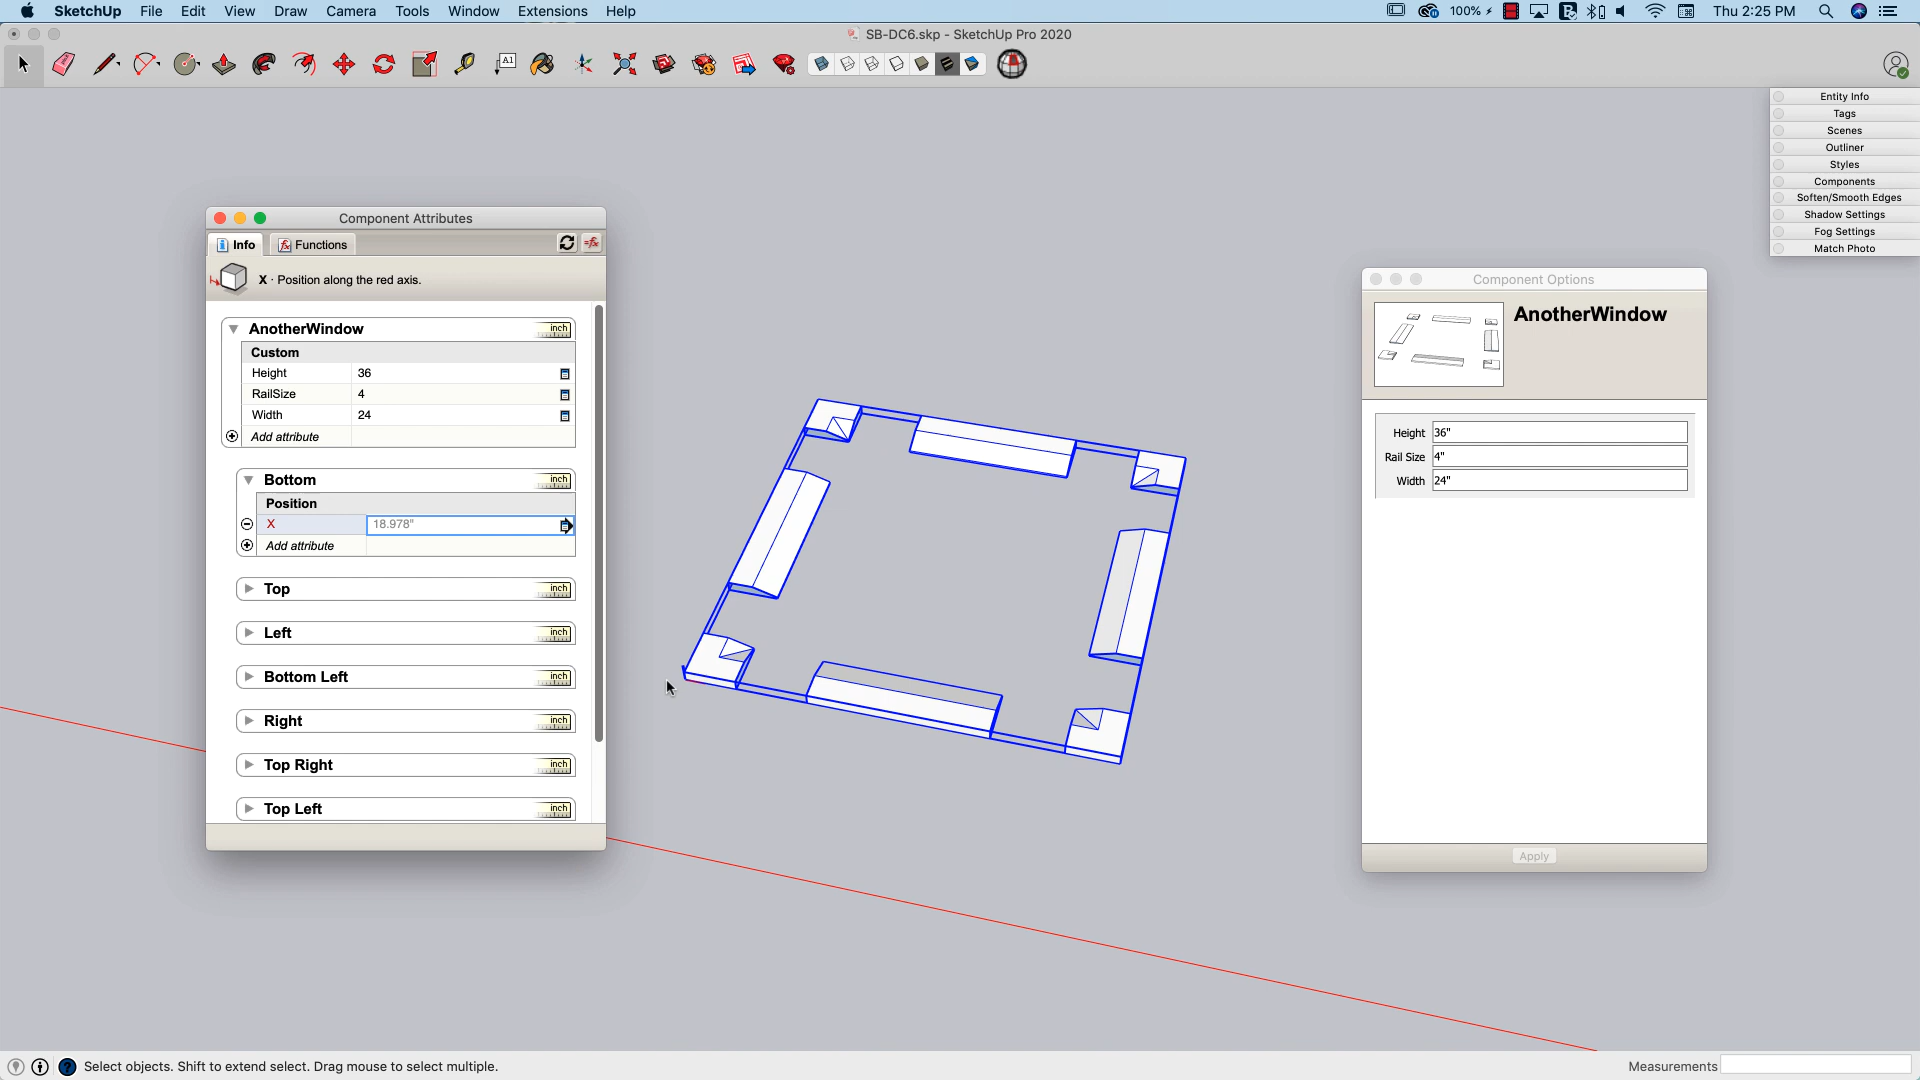 SketchUp File Edit View Draw Camera Tools Window Extensions Help
100% Thu 2:25 PM
SB-DC6.skp - SketchUp Pro 2020
A1
Entity Info
Tags
Scenes
Outliner
Styles
Components
Soften/Smooth Edges
Shadow Settings
Fog Settings
Match Photo
Component Attributes
Info Functions
X · Position along the red axis.
AnotherWindow inch
Custom
Height 36
RailSize 4
Width 24
Add attribute
Bottom inch
Position
X 18.978"
Add attribute
Top inch
Left inch
Bottom Left inch
Right inch
Top Right inch
Top Left inch
Component Options
AnotherWindow
Height 36"
Rail Size 4"
Width 24"
Apply
Select objects. Shift to extend select. Drag mouse to select multiple.
Measurements